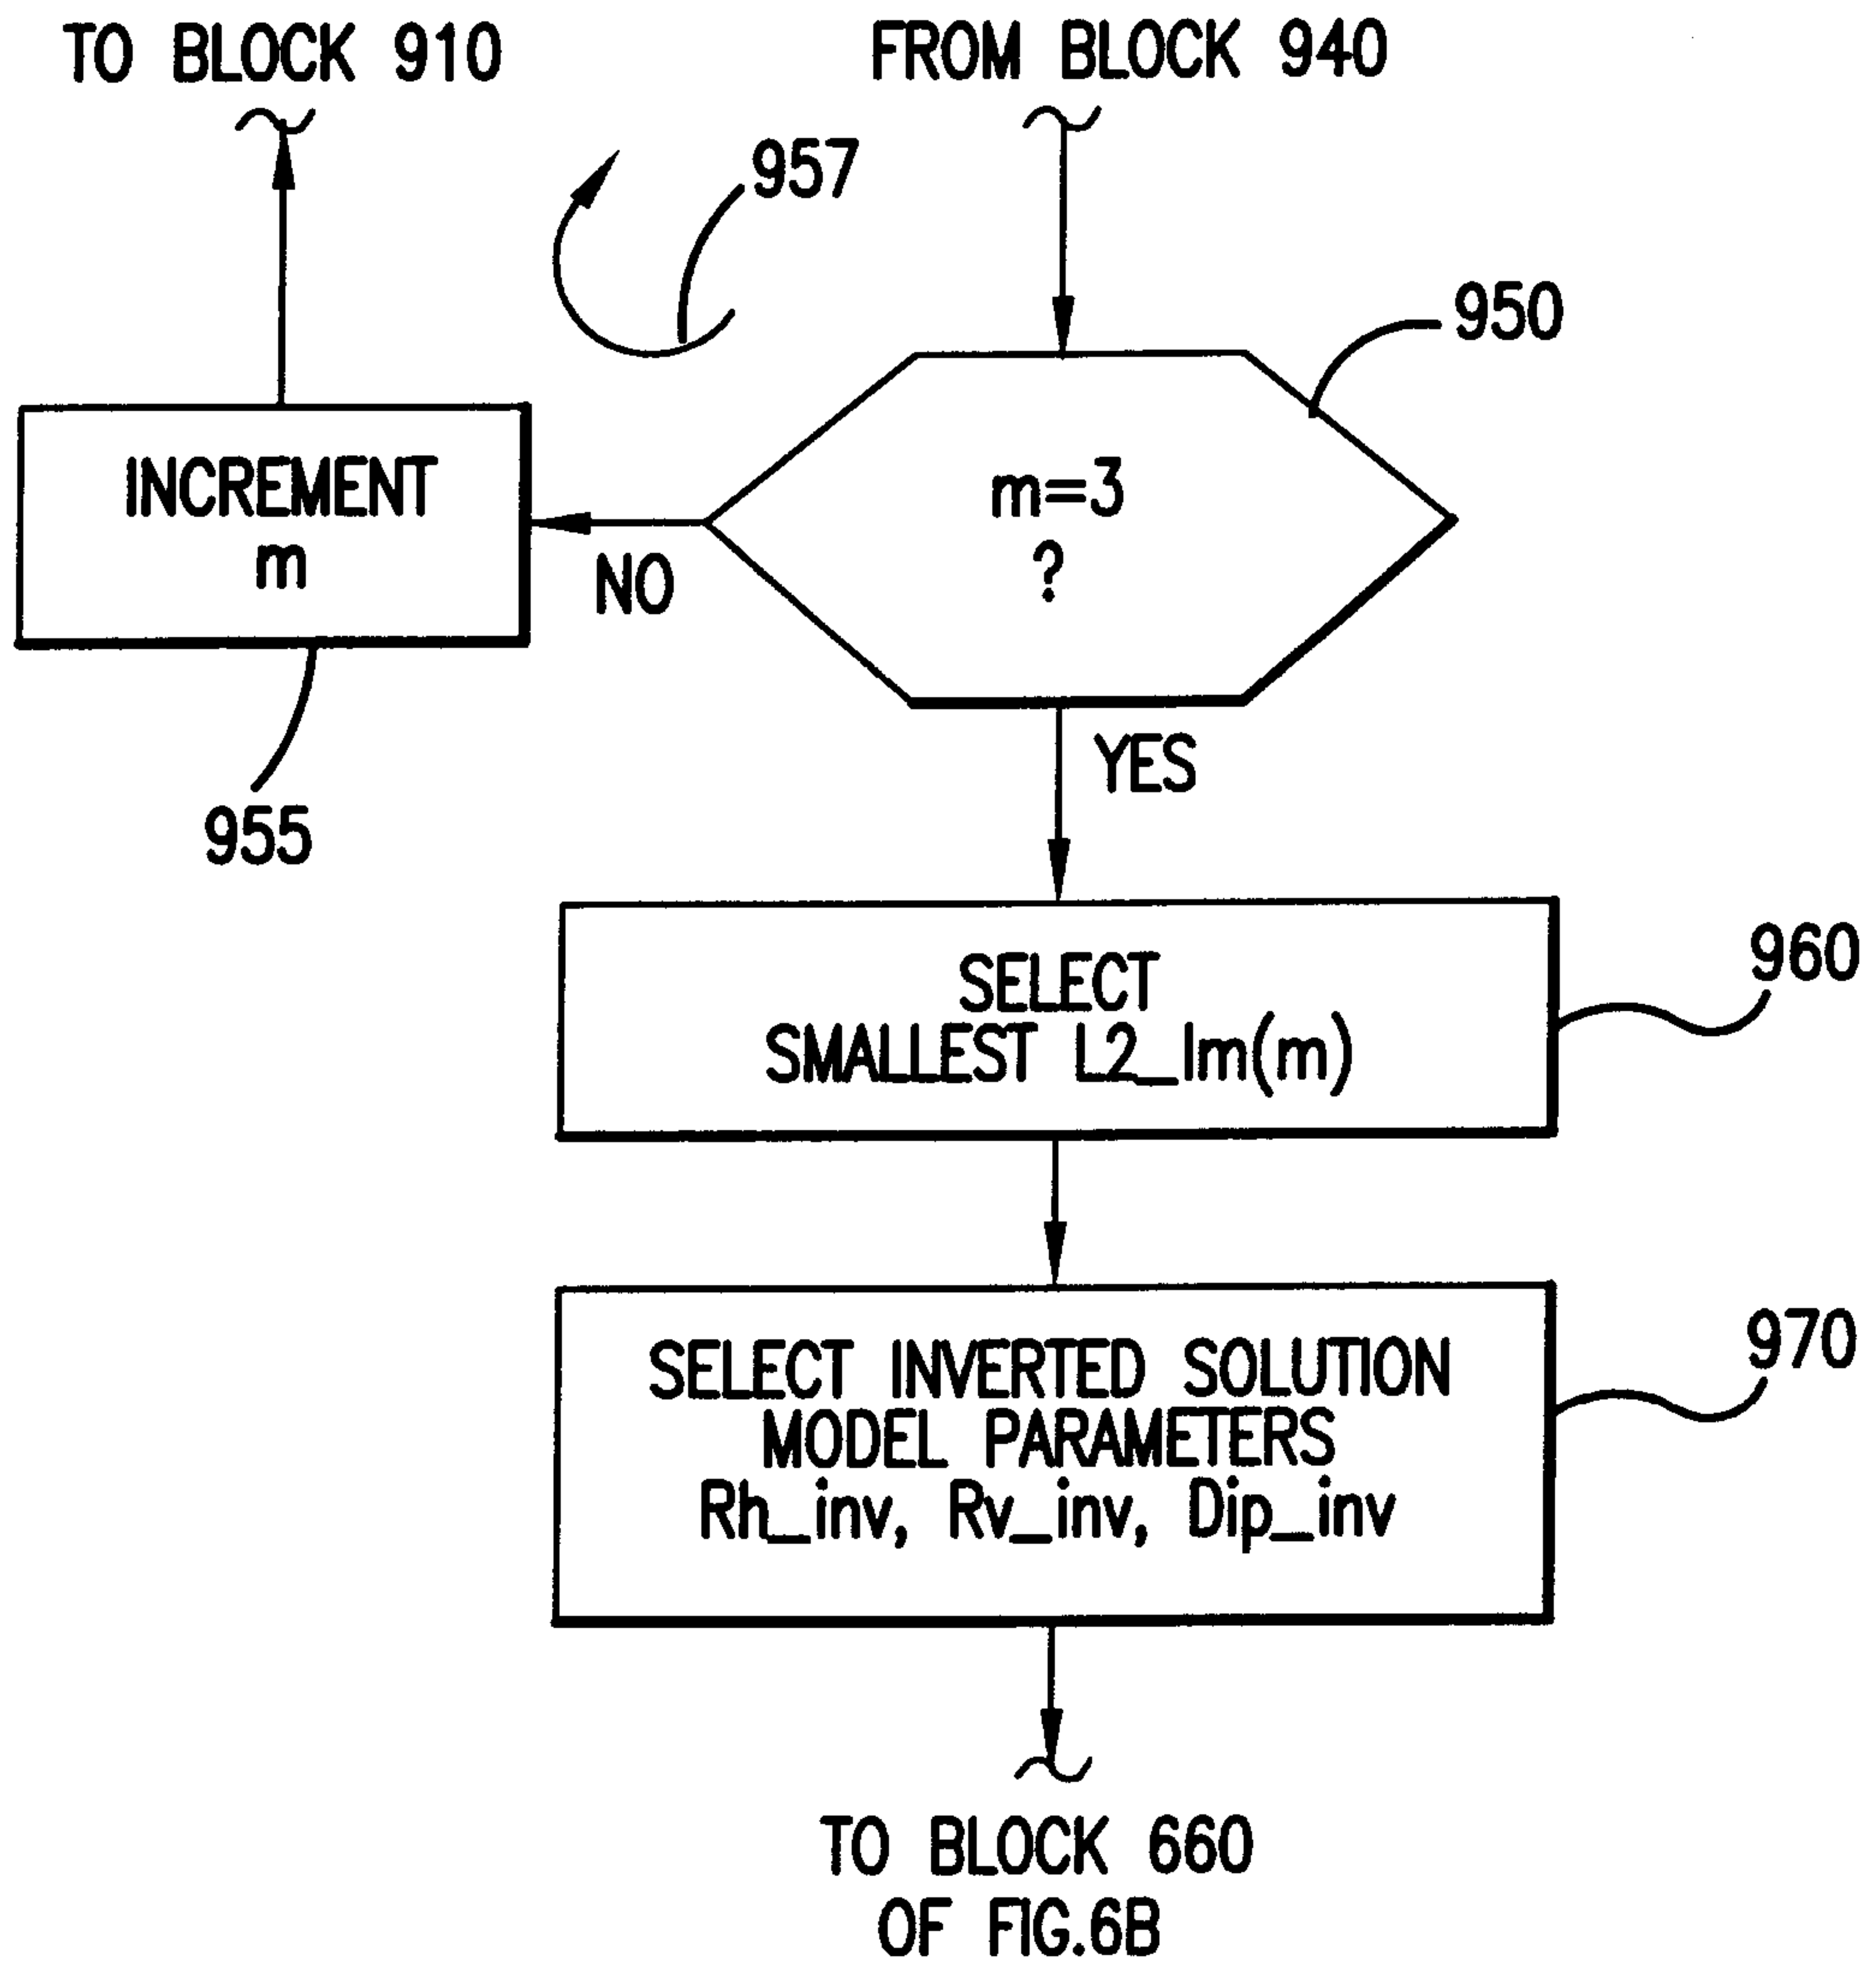 TO BLOCK 910
FROM BLOCK 940
957
950
INCREMENT
m
m=3
?
NO
YES
955
SELECT
SMALLEST L2_lm(m)
960
SELECT INVERTED SOLUTION
MODEL PARAMETERS
Rh_inv, Rv_inv, Dip_inv
970
TO BLOCK 660
OF FIG.6B